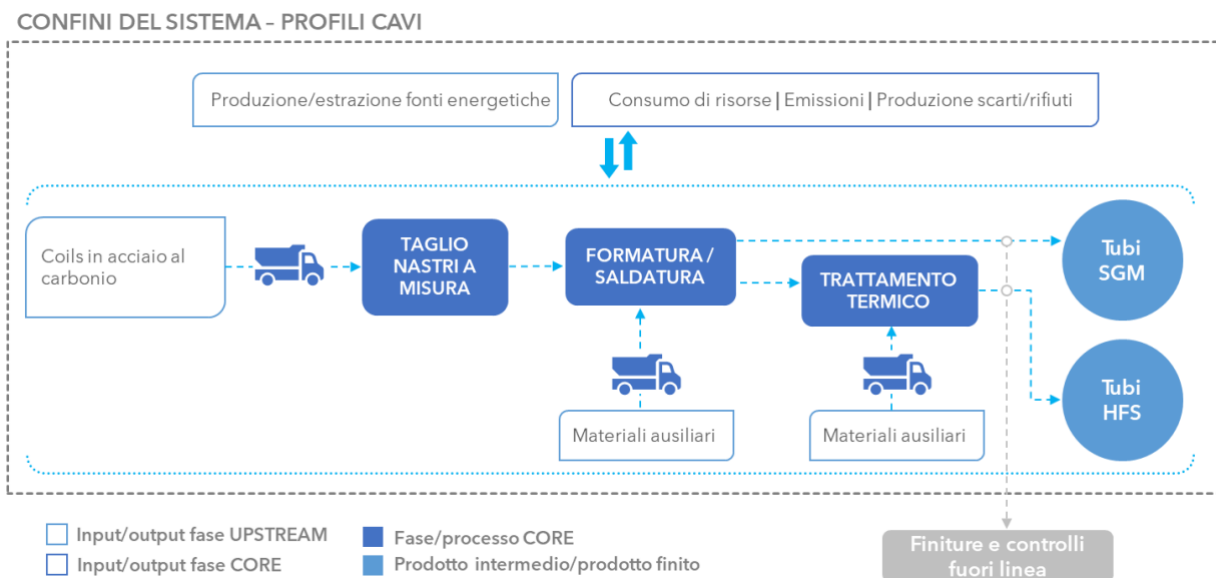 CONFINI DEL SISTEMA – PROFILI CAVI
Produzione/estrazione fonti energetiche
Consumo di risorse | Emissioni | Produzione scarti/rifiuti
Coils in acciaio al
carbonio
TAGLIO
NASTRI A
MISURA
FORMATURA /
SALDATURA
TRATTAMENTO
TERMICO
Tubi
SGM
Tubi
HFS
Materiali ausiliari
Materiali ausiliari
Input/output fase UPSTREAM
Fase/processo CORE
Input/output fase CORE
Prodotto intermedio/prodotto finito
Finiture e controlli
fuori linea